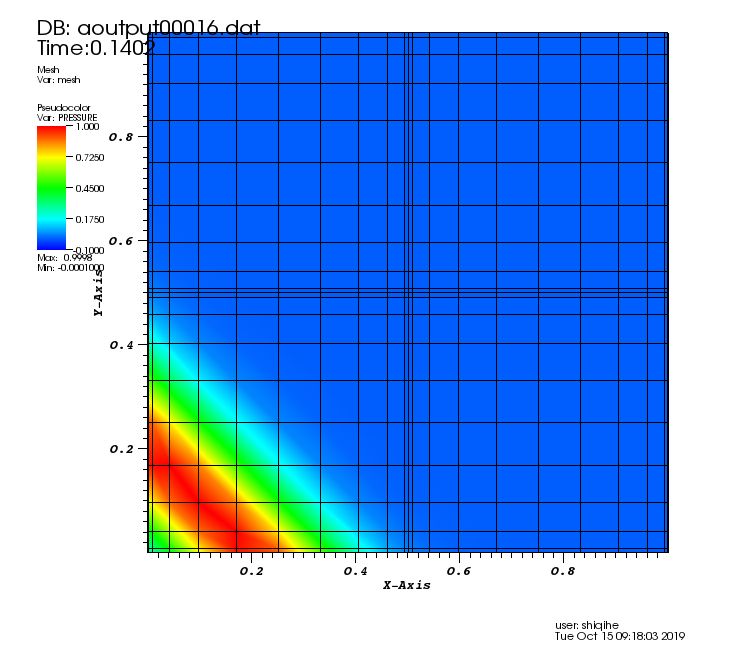 DB: aoutput00016.dat
Time:0.1402
Mesh
Var: mesh
Pseudocolor
Var: PRESSURE
1.000
0.7250
0.4500
0.1750
-0.1000
Max: 0.9998
Min: -0.0001000
0.8
0.6
0.4
0.2
Y-Axis
0.2 0.4 0.6 0.8
X-Axis
user: shiqihe
Tue Oct 15 09:18:03 2019